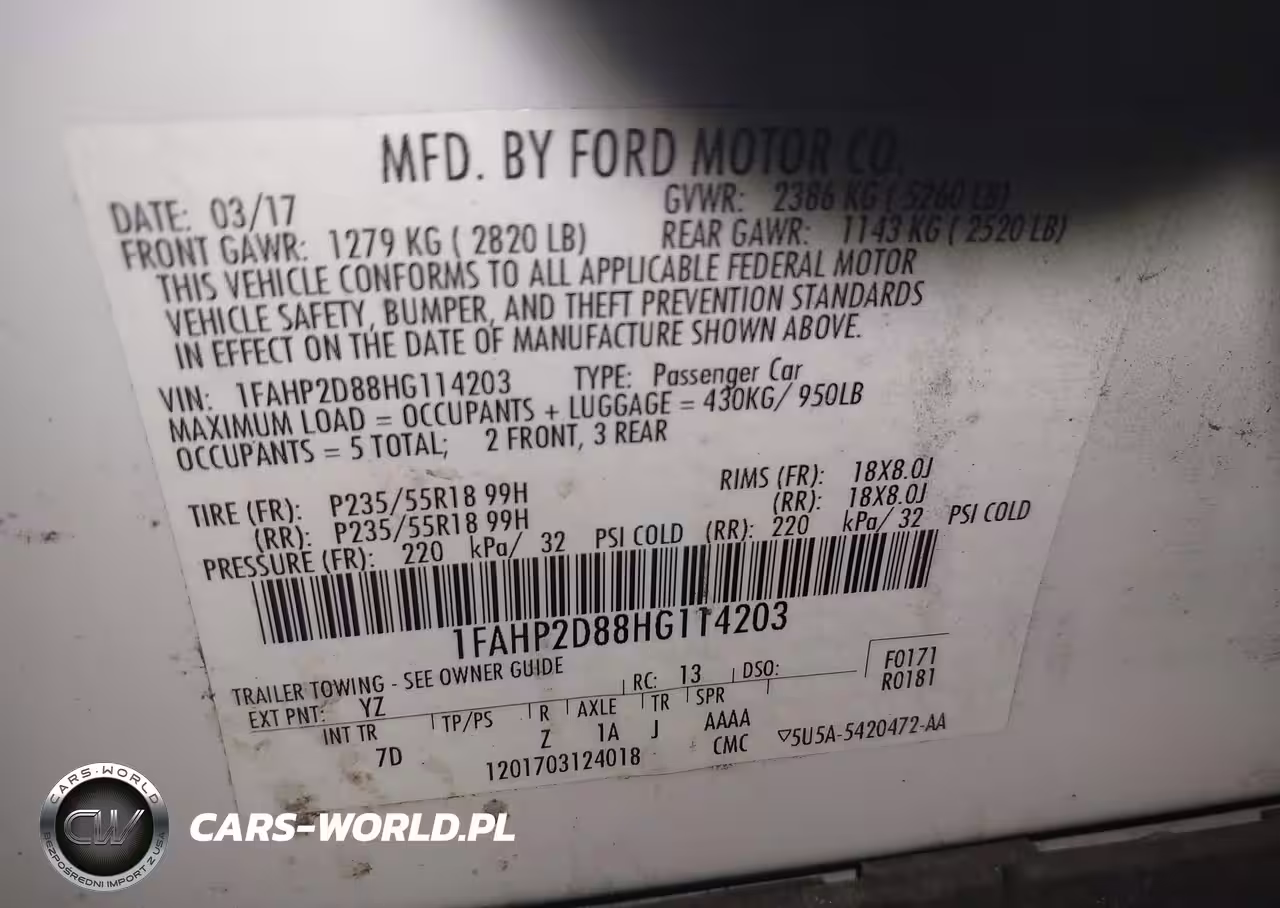 MFD. BY FORD MOTOR CO.
DATE: 03/17 GVWR: 2386 KG ( 5260 LB)
FRONT GAWR: 1279 KG ( 2820 LB) REAR GAWR: 1143 KG ( 2520 LB)
THIS VEHICLE CONFORMS TO ALL APPLICABLE FEDERAL MOTOR
VEHICLE SAFETY, BUMPER, AND THEFT PREVENTION STANDARDS
IN EFFECT ON THE DATE OF MANUFACTURE SHOWN ABOVE.
VIN: 1FAHP2D88HG114203 TYPE: Passenger Car
MAXIMUM LOAD = OCCUPANTS + LUGGAGE = 430KG/ 950LB
OCCUPANTS = 5 TOTAL; 2 FRONT, 3 REAR
TIRE (FR): P235/55R18 99H RIMS (FR): 18X8.0J
(RR): P235/55R18 99H (RR): 18X8.0J
PRESSURE (FR): 220 kPa/ 32 PSI COLD (RR): 220 kPa/ 32 PSI COLD
1FAHP2D88HG114203
TRAILER TOWING - SEE OWNER GUIDE
EXT PNT: YZ RC: 13 DSO: F0171
R0181
INT TR TP/PS R AXLE TR SPR
7D Z 1A J AAAA
1201703124018 CMC ▽5U5A-5420472-AA
CARS-WORLD
CW
BEZPOŚREDNI IMPORT Z USA
CARS-WORLD.PL